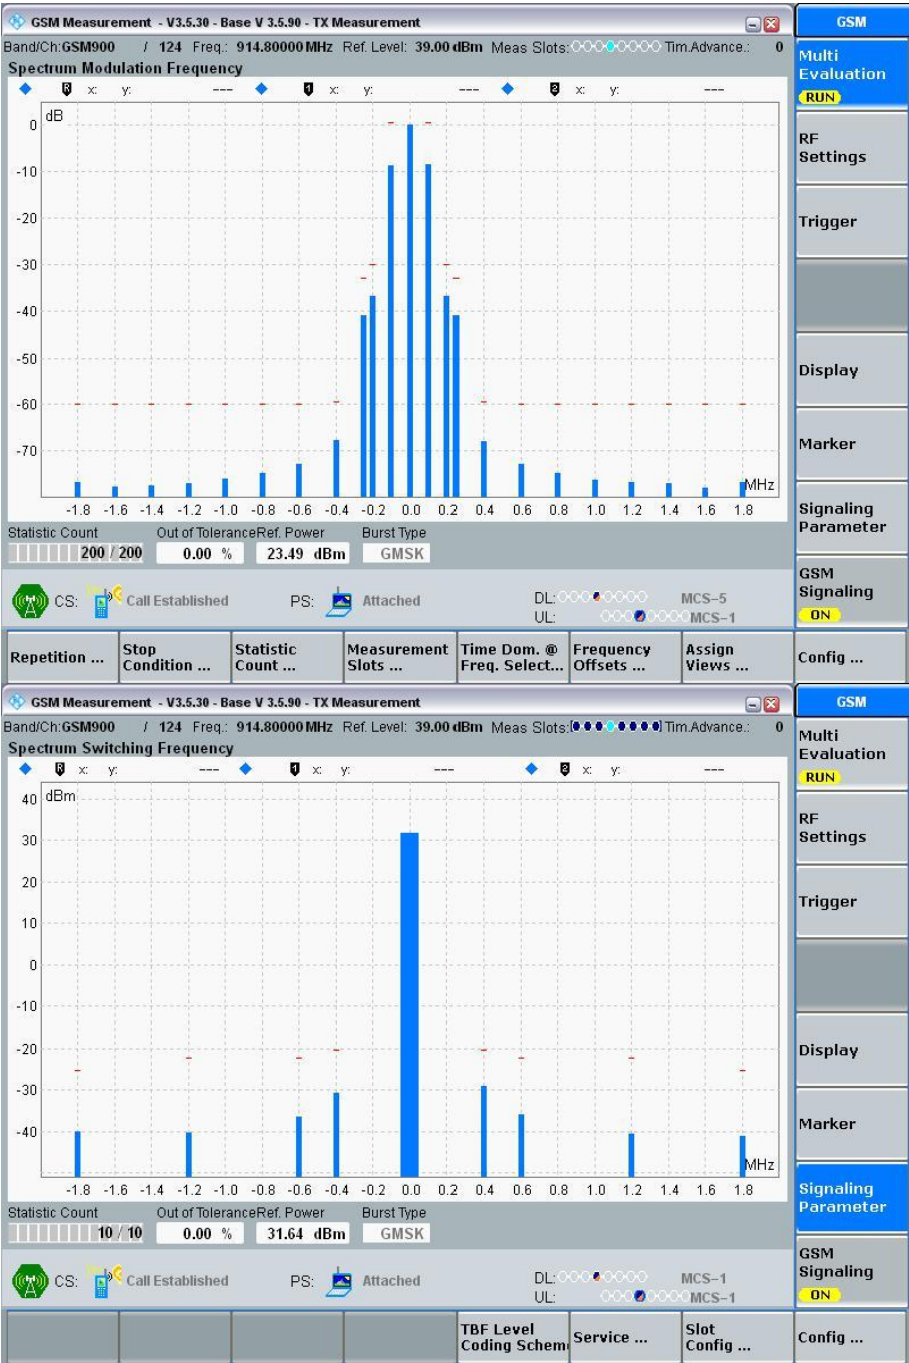 GSM Measurement - V3.5.30 - Base V 3.5.90 - TX Measurement
GSM
Band/Ch:GSM900 / 124 Freq.: 914.80000 MHz Ref. Level: 39.00 dBm Meas Slots: Tim.Advance.: 0
Multi
Evaluation
RUN
Spectrum Modulation Frequency
R x: y: --- 1 x: y: --- 2 x: y: ---
dB
0
-10
-20
-30
-40
-50
-60
-70
MHz
-1.8 -1.6 -1.4 -1.2 -1.0 -0.8 -0.6 -0.4 -0.2 0.0 0.2 0.4 0.6 0.8 1.0 1.2 1.4 1.6 1.8
RF
Settings
Trigger
Display
Marker
Signaling
Parameter
GSM
Signaling
ON
Statistic Count Out of Tolerance Ref. Power Burst Type
200 / 200 0.00 % 23.49 dBm GMSK
CS: Call Established PS: Attached DL: MCS-5
UL: MCS-1
Repetition ...
Stop
Condition ...
Statistic
Count ...
Measurement
Slots ...
Time Dom. @
Freq. Select...
Frequency
Offsets ...
Assign
Views ...
Config ...
GSM Measurement - V3.5.30 - Base V 3.5.90 - TX Measurement
GSM
Band/Ch:GSM900 / 124 Freq.: 914.80000 MHz Ref. Level: 39.00 dBm Meas Slots: Tim.Advance.: 0
Multi
Evaluation
RUN
Spectrum Switching Frequency
R x: y: --- 1 x: y: --- 2 x: y: ---
dBm
40
30
20
10
0
-10
-20
-30
-40
MHz
-1.8 -1.6 -1.4 -1.2 -1.0 -0.8 -0.6 -0.4 -0.2 0.0 0.2 0.4 0.6 0.8 1.0 1.2 1.4 1.6 1.8
RF
Settings
Trigger
Display
Marker
Signaling
Parameter
GSM
Signaling
ON
Statistic Count Out of Tolerance Ref. Power Burst Type
10 / 10 0.00 % 31.64 dBm GMSK
CS: Call Established PS: Attached DL: MCS-1
UL: MCS-1
TBF Level
Coding Schem
Service ...
Slot
Config ...
Config ...